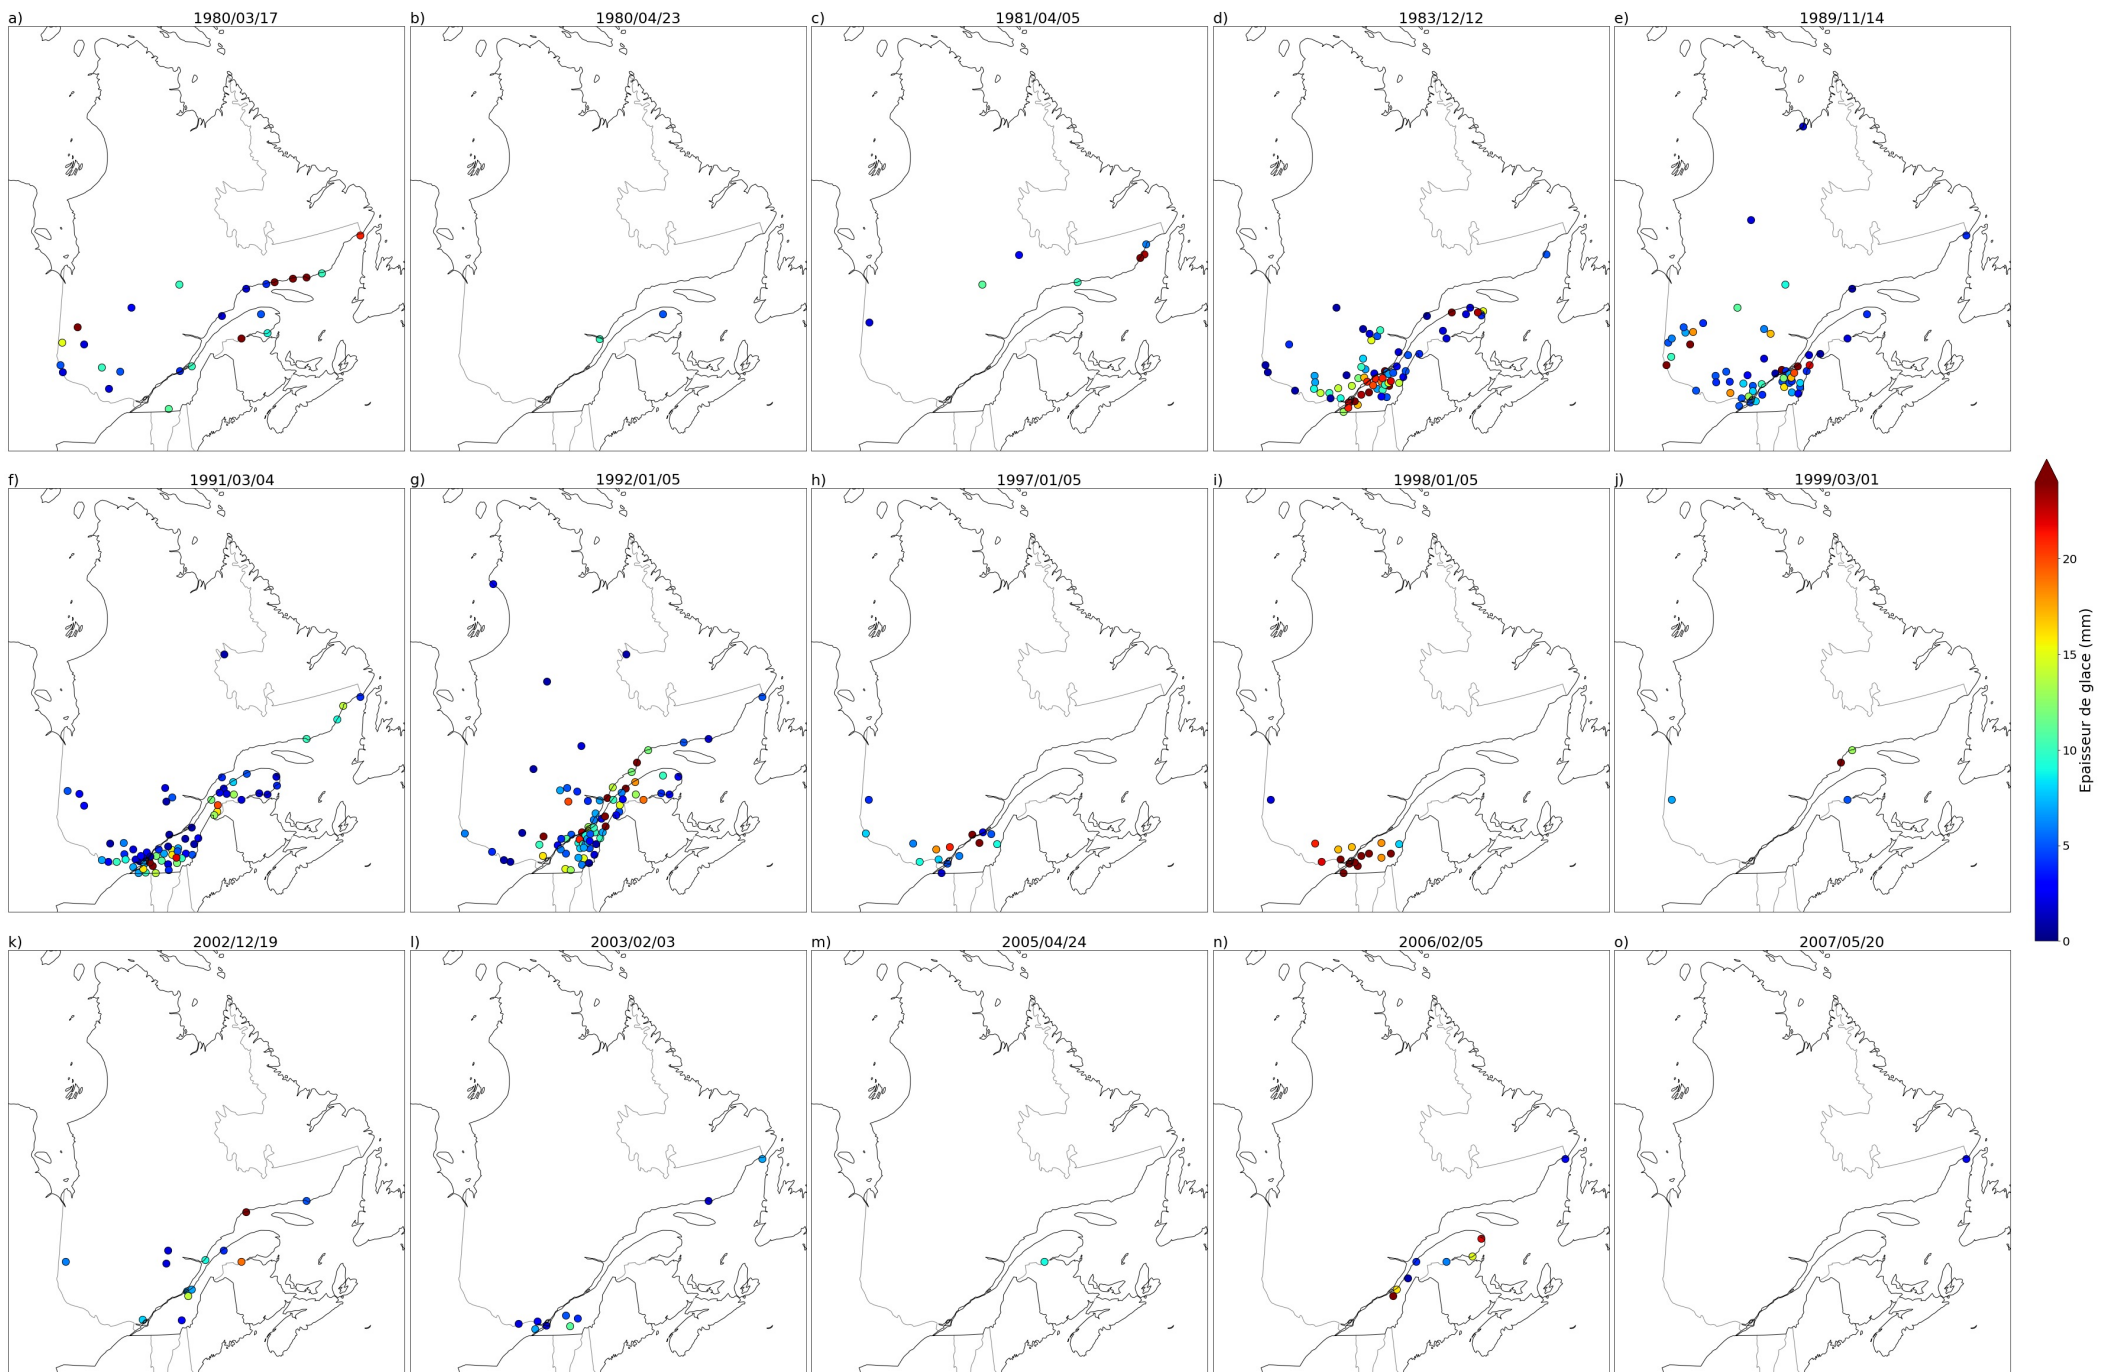 a) 1980/03/17
b) 1980/04/23
c) 1981/04/05
d) 1983/12/12
e) 1989/11/14
f) 1991/03/04
g) 1992/01/05
h) 1997/01/05
i) 1998/01/05
j) 1999/03/01
k) 2002/12/19
l) 2003/02/03
m) 2005/04/24
n) 2006/02/05
o) 2007/05/20
20
15
10
5
0
Epaisseur de glace (mm)